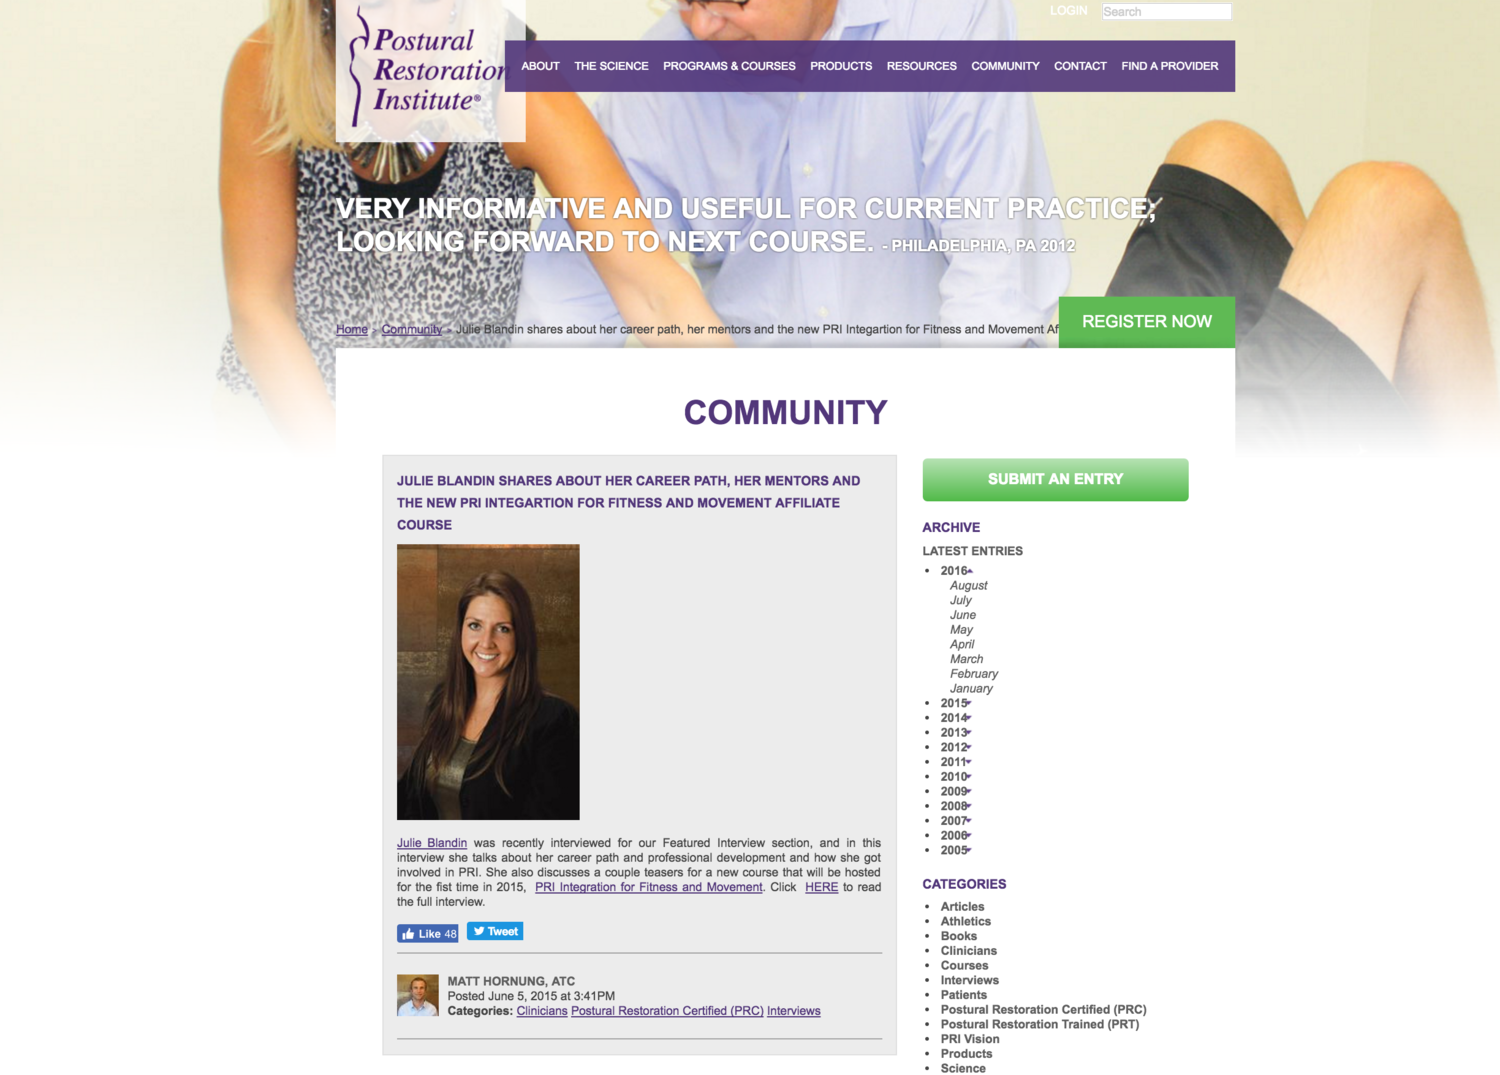 LOGIN
Search
Postural
Restoration
Institute®
ABOUT THE SCIENCE PROGRAMS & COURSES PRODUCTS RESOURCES COMMUNITY CONTACT FIND A PROVIDER
VERY INFORMATIVE AND USEFUL FOR CURRENT PRACTICE;
LOOKING FORWARD TO NEXT COURSE. - PHILADELPHIA, PA 2012
Home > Community > Julie Blandin shares about her career path, her mentors and the new PRI Integartion for Fitness and Movement Af
REGISTER NOW
COMMUNITY
JULIE BLANDIN SHARES ABOUT HER CAREER PATH, HER MENTORS AND
THE NEW PRI INTEGARTION FOR FITNESS AND MOVEMENT AFFILIATE
COURSE
Julie Blandin was recently interviewed for our Featured Interview section, and in this
interview she talks about her career path and professional development and how she got
involved in PRI. She also discusses a couple teasers for a new course that will be hosted
for the fist time in 2015, PRI Integration for Fitness and Movement. Click HERE to read
the full interview.
Like 48
Tweet
MATT HORNUNG, ATC
Posted June 5, 2015 at 3:41PM
Categories: Clinicians Postural Restoration Certified (PRC) Interviews
SUBMIT AN ENTRY
ARCHIVE
LATEST ENTRIES
• 2016
August
July
June
May
April
March
February
January
• 2015
• 2014
• 2013
• 2012
• 2011
• 2010
• 2009
• 2008
• 2007
• 2006
• 2005
CATEGORIES
• Articles
• Athletics
• Books
• Clinicians
• Courses
• Interviews
• Patients
• Postural Restoration Certified (PRC)
• Postural Restoration Trained (PRT)
• PRI Vision
• Products
• Science